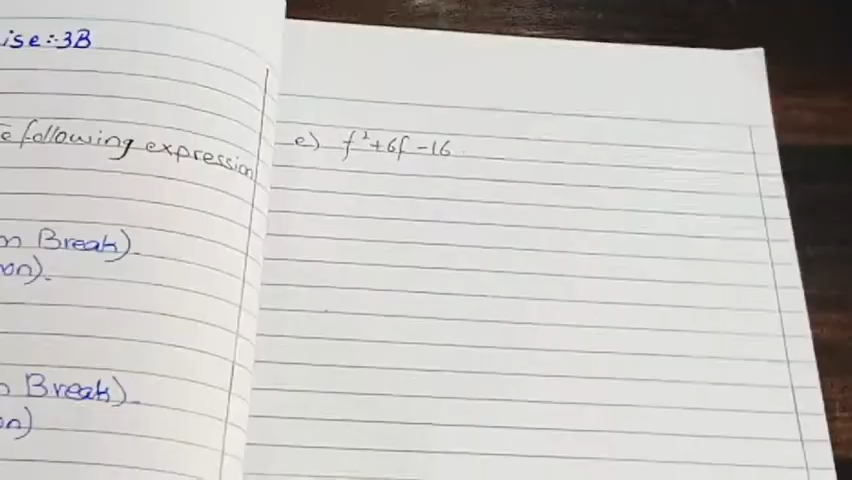 ise:-3B
e following expression
m Break)
on).
n Break).
on)
e) f²+6f-16